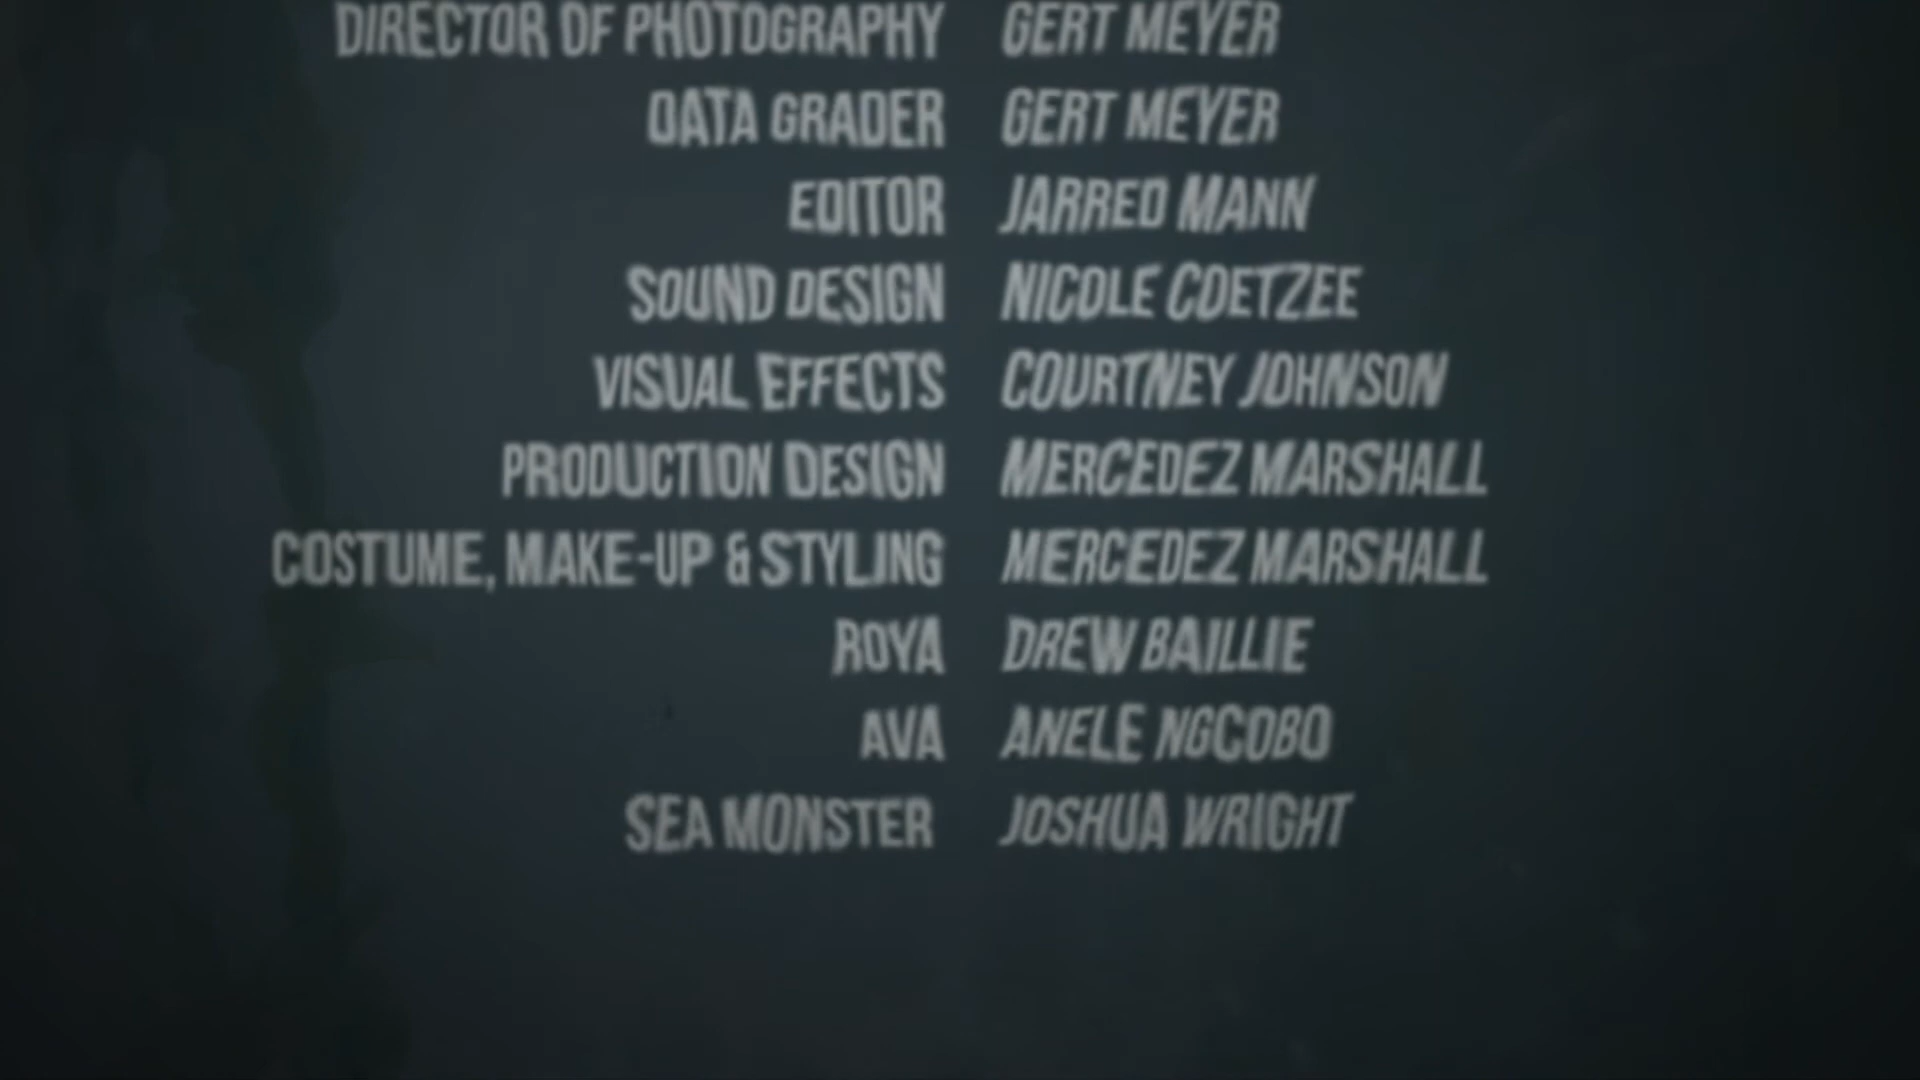 DIRECTOR OF PHOTOGRAPHY GERT MEYER
DATA GRADER GERT MEYER
EDITOR JARRED MANN
SOUND DESIGN NICOLE COETZEE
VISUAL EFFECTS COURTNEY JOHNSON
PRODUCTION DESIGN MERCEDEZ MARSHALL
COSTUME, MAKE-UP & STYLING MERCEDEZ MARSHALL
ROYA DREW BAILLIE
AVA ANELE NGCOBO
SEA MONSTER JOSHUA WRIGHT